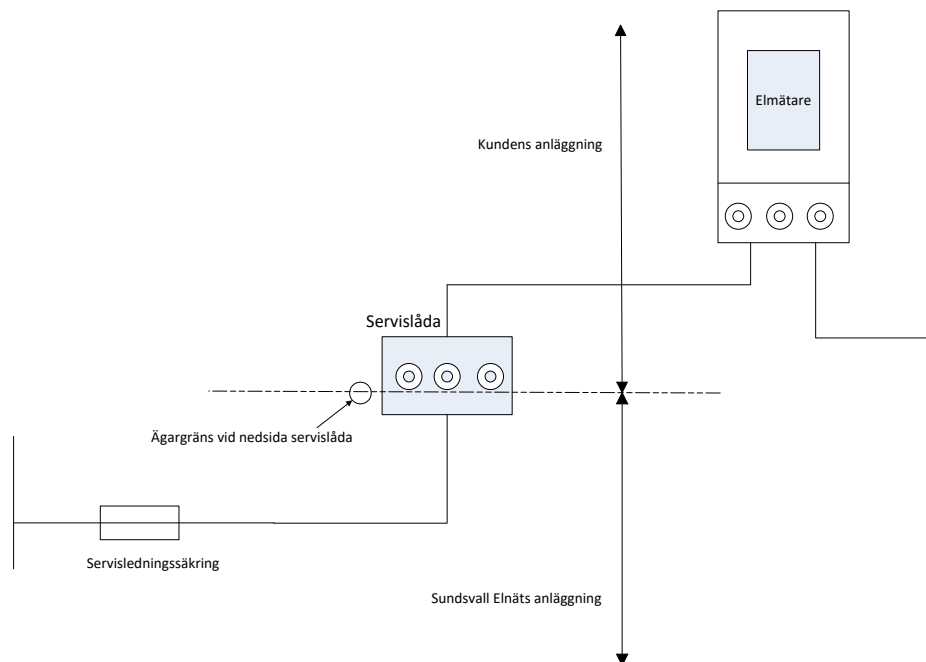 Elmätare
Kundens anläggning
Servislåda
Ägargräns vid nedsida servislåda
Servisledningssäkring
Sundsvall Elnäts anläggning